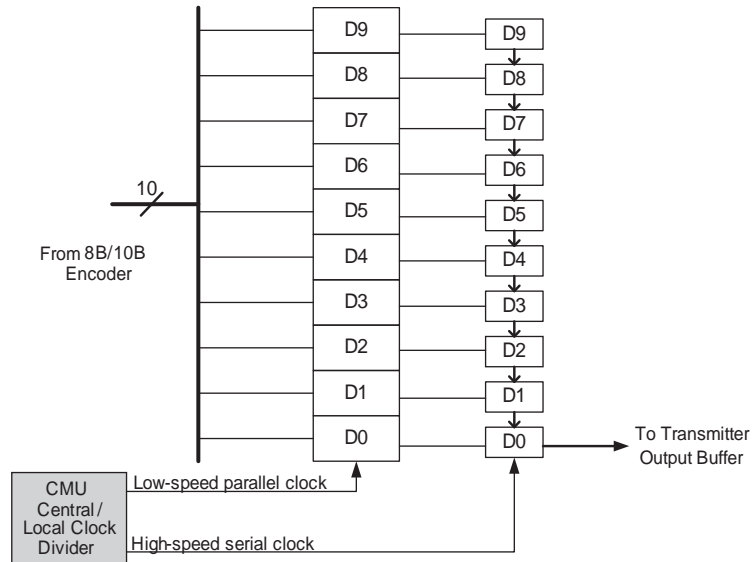 D9
D9
D8
D8
D7
D7
D6
D6
10
D5
D5
From 8B/10B
Encoder
D4
D4
D3
D3
D2
D2
D1
D1
D0
D0
To Transmitter
Output Buffer
CMU
Central/
Local Clock
Divider
Low-speed parallel clock
High-speed serial clock